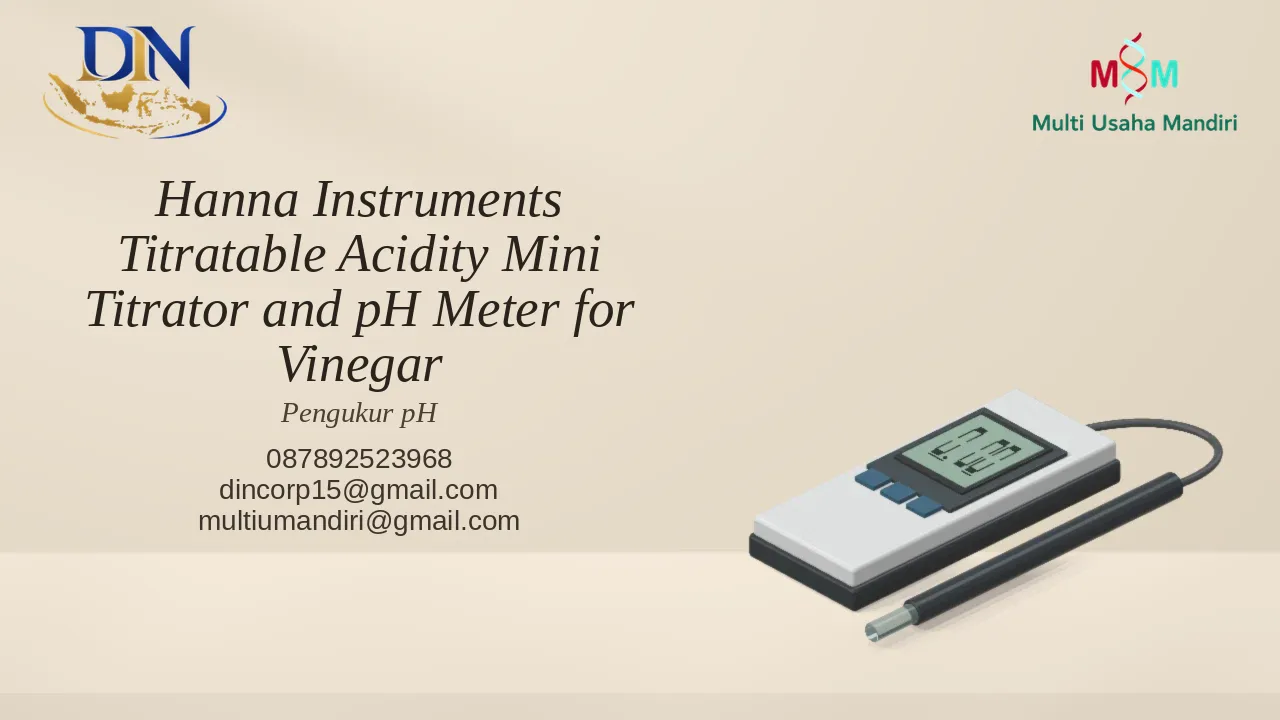 DIN
M M
Multi Usaha Mandiri
Hanna Instruments
Titratable Acidity Mini
Titrator and pH Meter for
Vinegar
Pengukur pH
087892523968
dincorp15@gmail.com
multiumandiri@gmail.com